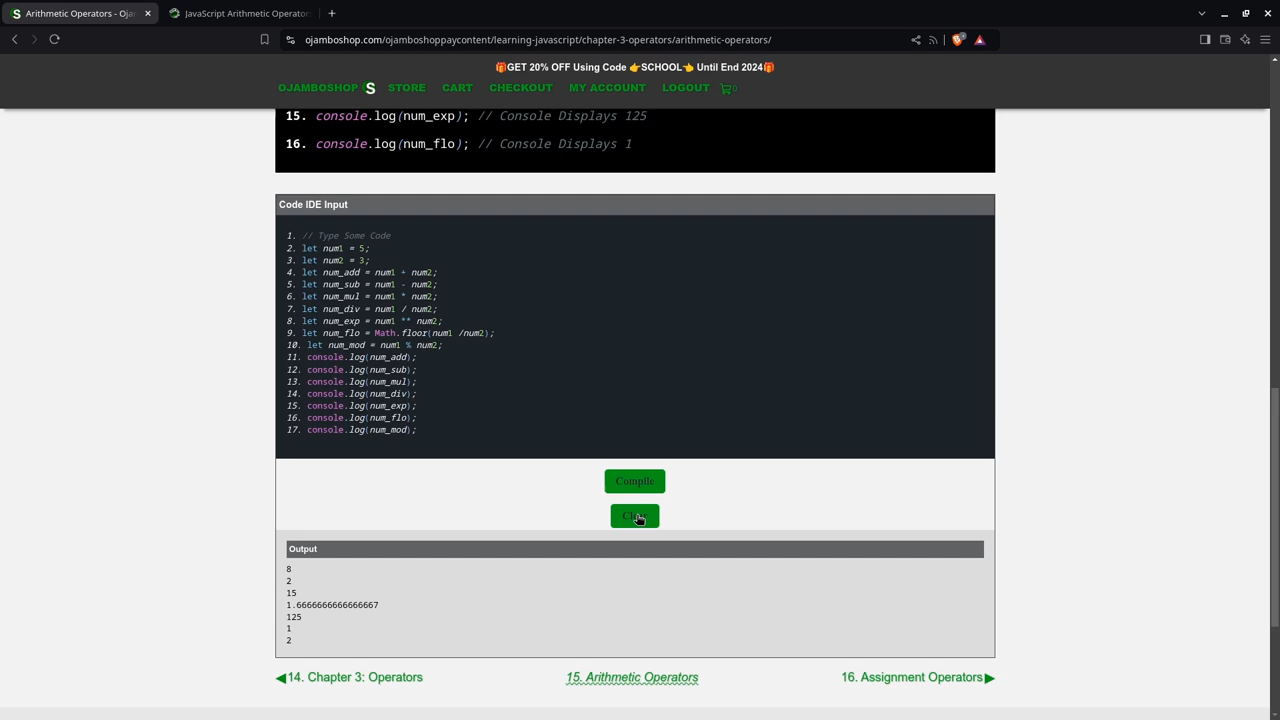 Arithmetic Operators - Oja
JavaScript Arithmetic Operator
ojamboshop.com/ojamboshoppaycontent/learning-javascript/chapter-3-operators/arithmetic-operators/
🎁GET 20% OFF Using Code 👉SCHOOL👈 Until End 2024🎁
OJAMBOSHOP S STORE CART CHECKOUT MY ACCOUNT LOGOUT 0
15. console.log(num_exp); // Console Displays 125
16. console.log(num_flo); // Console Displays 1
Code IDE Input
1. // Type Some Code
2. let num1 = 5;
3. let num2 = 3;
4. let num_add = num1 + num2;
5. let num_sub = num1 - num2;
6. let num_mul = num1 * num2;
7. let num_div = num1 / num2;
8. let num_exp = num1 ** num2;
9. let num_flo = Math.floor(num1 /num2);
10. let num_mod = num1 % num2;
11. console.log(num_add);
12. console.log(num_sub);
13. console.log(num_mul);
14. console.log(num_div);
15. console.log(num_exp);
16. console.log(num_flo);
17. console.log(num_mod);
Compile
Output
8
2
15
1.6666666666666667
125
1
2
◀14. Chapter 3: Operators
15. Arithmetic Operators
16. Assignment Operators▶